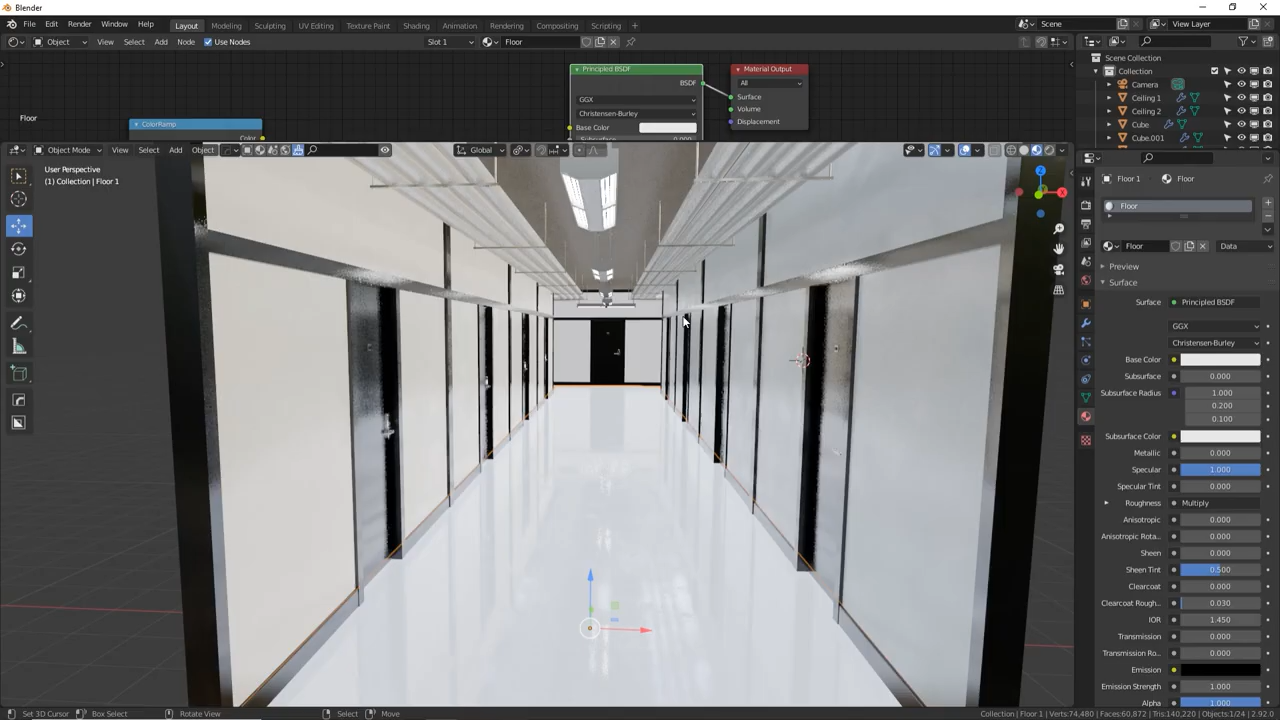 Blender
File Edit Render Window Help Layout Modeling Sculpting UV Editing Texture Paint Shading Animation Rendering Compositing Scripting + Scene View Layer
Object View Select Add Node Use Nodes Slot 1 Floor
Scene Collection
Collection
Camera
Ceiling 1
Ceiling 2
Cube
Cube.001
Principled BSDF
BSDF
GGX
Christensen-Burley
Base Color
Subsurface 0.000
Material Output
All
Surface
Volume
Displacement
Floor
ColorRamp
Color
Object Mode View Select Add Object Global
User Perspective
(1) Collection | Floor 1
X
Z
Floor 1 Floor
Floor
Floor Data
Preview
Surface
Surface Principled BSDF
GGX
Christensen-Burley
Base Color
Subsurface 0.000
Subsurface Radius 1.000
0.200
0.100
Subsurface Color
Metallic 0.000
Specular 1.000
Specular Tint 0.000
Roughness Multiply
Anisotropic 0.000
Anisotropic Rota... 0.000
Sheen 0.000
Sheen Tint 0.500
Clearcoat 0.000
Clearcoat Rough... 0.030
IOR 1.450
Transmission 0.000
Transmission Ro... 0.000
Emission
Emission Strength 1.000
Alpha 1.000
Set 3D Cursor Box Select Rotate View Select Move Collection | Floor 1 | Verts:74,480 | Faces:60,872 | Tris:140,220 | Objects:1/24 | 2.92.0